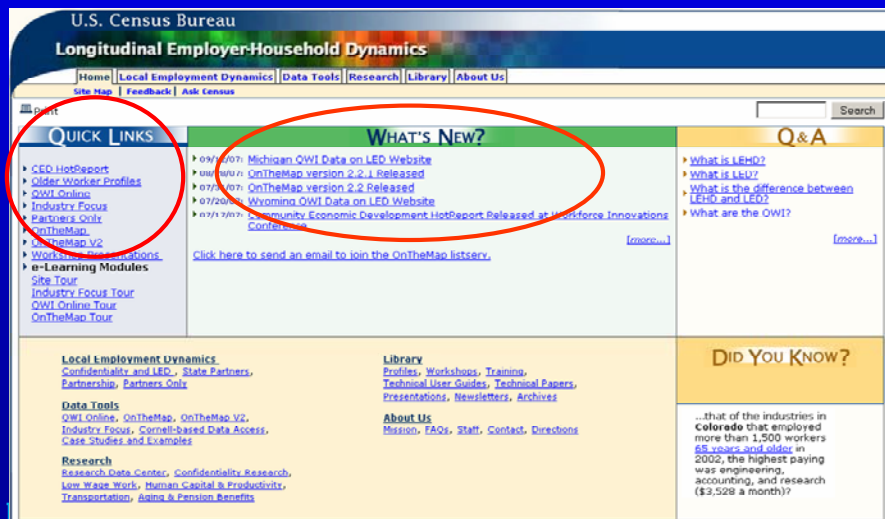 U.S. Census Bureau
Longitudinal Employer-Household Dynamics
Home Local Employment Dynamics Data Tools Research Library About Us
Site Map | Feedback | Ask Census
Print
Search
QUICK LINKS
CED HotReport
Older Worker Profiles
QWI Online
Industry Focus
Partners Only
OnTheMap
OnTheMap V2
Workshop Presentations
e-Learning Modules
Site Tour
Industry Focus Tour
QWI Online Tour
OnTheMap Tour
WHAT'S NEW?
Michigan QWI Data on LED Website
OnTheMap version 2.2.1 Released
OnTheMap version 2.2 Released
Wyoming QWI Data on LED Website
07/17/07: Community Economic Development HotReport Released at Workforce Innovations
Conference
[more...]
Click here to send an email to join the OnTheMap listserv.
Q & A
What is LEHD?
What is LED?
What is the difference between
LEHD and LED?
What are the QWI?
[more...]
Local Employment Dynamics
Confidentiality and LED, State Partners,
Partnership, Partners Only
Data Tools
QWI Online, OnTheMap, OnTheMap V2,
Industry Focus, Cornell-based Data Access,
Case Studies and Examples
Research
Research Data Center, Confidentiality Research,
Low Wage Work, Human Capital & Productivity,
Transportation, Aging & Pension Benefits
Library
Profiles, Workshops, Training,
Technical User Guides, Technical Papers,
Presentations, Newsletters, Archives
About Us
Mission, FAQs, Staff, Contact, Directions
DID YOU KNOW?
...that of the industries in
Colorado that employed
more than 1,500 workers
65 years and older in
2002, the highest paying
was engineering,
accounting, and research
($3,528 a month)?